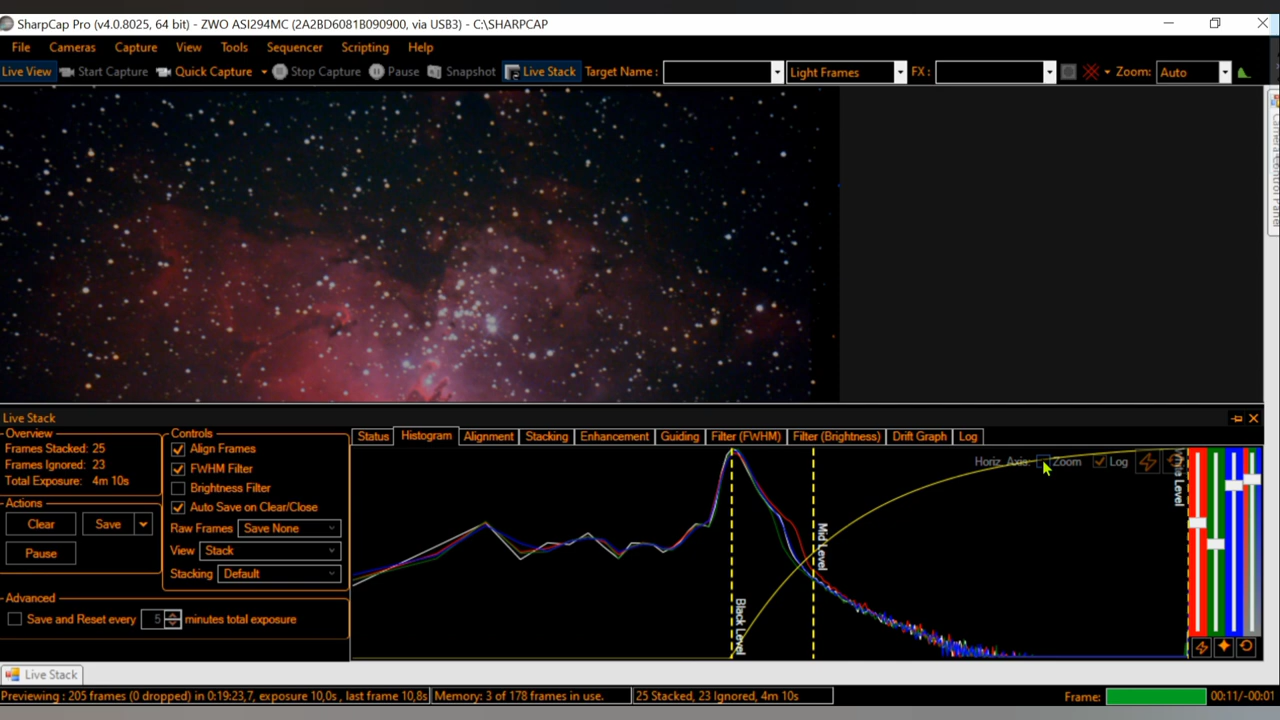 SharpCap Pro (v4.0.8025, 64 bit) - ZWO ASI294MC (2A2BD6081B090900, via USB3) - C:\SHARPCAP
File Cameras Capture View Tools Sequencer Scripting Help
Live View Start Capture Quick Capture Stop Capture Pause Snapshot Live Stack Target Name : Light Frames FX : Zoom: Auto
Camera Control Panel
Live Stack
Overview
Frames Stacked: 25
Frames Ignored: 23
Total Exposure: 4m 10s
Actions
Clear Save
Pause
Controls
Align Frames
FWHM Filter
Brightness Filter
Auto Save on Clear/Close
Raw Frames Save None
View Stack
Stacking Default
Advanced
Save and Reset every 5 minutes total exposure
Status Histogram Alignment Stacking Enhancement Guiding Filter (FWHM) Filter (Brightness) Drift Graph Log
Horiz Axis: Zoom Log
Black Level
Mid Level
Level
Live Stack
Previewing : 205 frames (0 dropped) in 0:19:23,7, exposure 10,0s , last frame 10,8s Memory: 3 of 178 frames in use. 25 Stacked, 23 Ignored, 4m 10s Frame: 00:11/-00:01